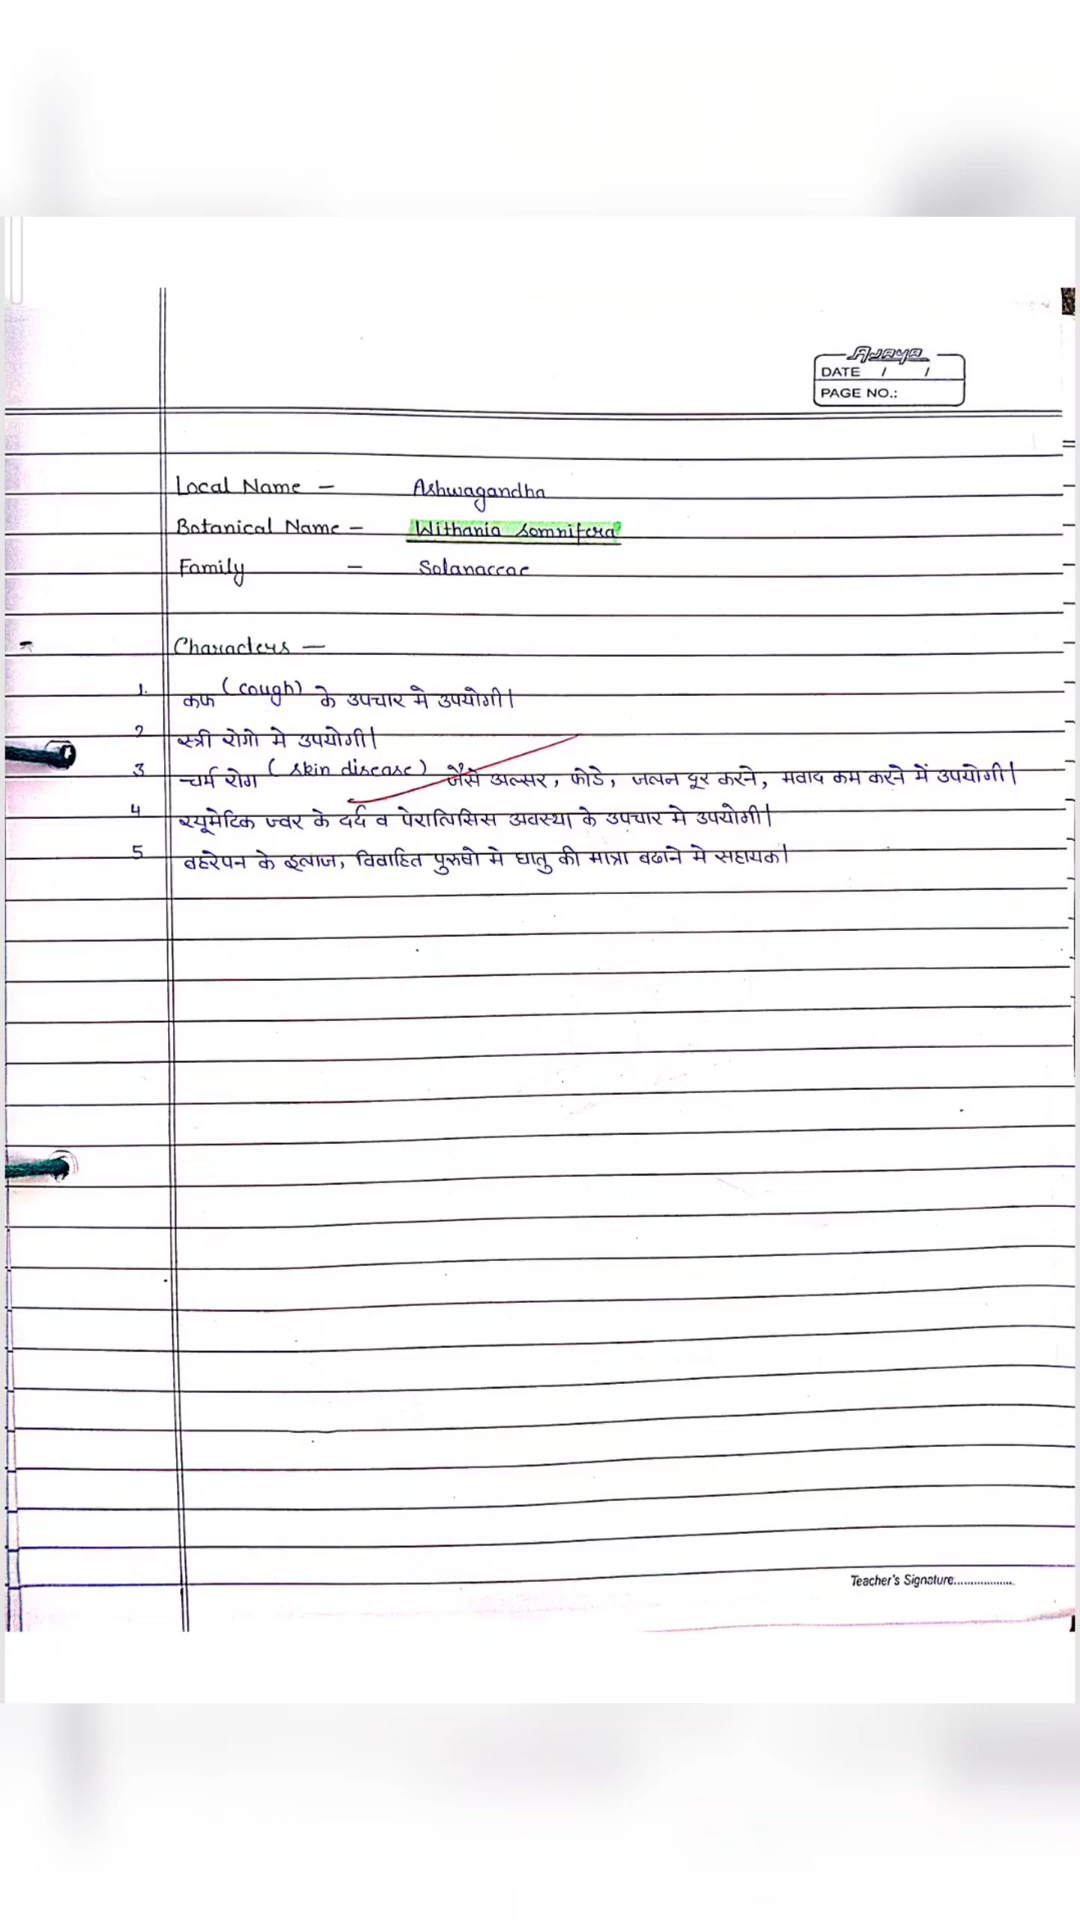 Ajaya
DATE / /
PAGE NO.:
Local Name - Ashwagandha
Botanical Name - Withania somnifera
Family - Solanaceae
Characters -
1. कफ (cough) के उपचार मे उपयोगी।
2 स्त्री रोगो मे उपयोगी।
3 चर्म रोग (skin disease) जैसे अल्सर, फोडे, जलन दूर करने, मवाद कम करने में उपयोगी।
4 रयूमेटिक ज्वर के दर्द व पेरालिसिस अवस्था के उपचार मे उपयोगी।
5 वहरेपन के इलाज, विवाहित पुरुषो मे धातु की मात्रा बढाने मे सहायक।
Teacher's Signature..................